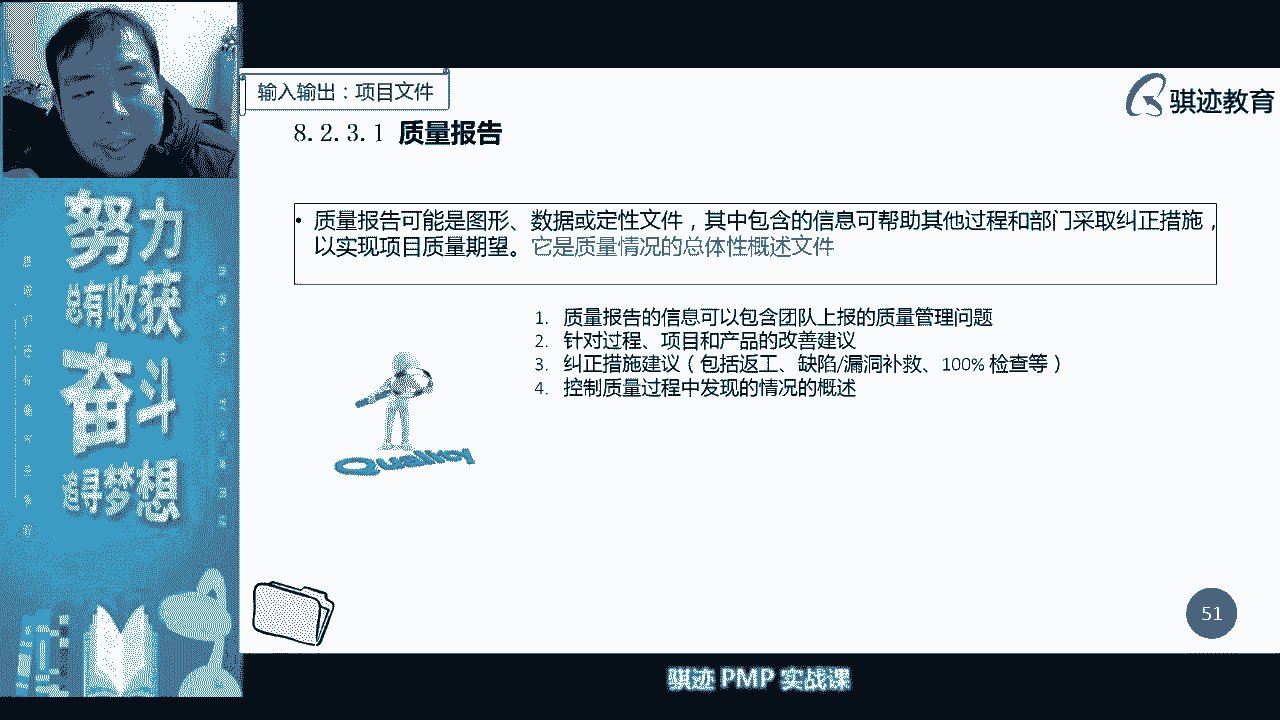 输入输出：项目文件
骐迹教育
8.2.3.1 质量报告
• 质量报告可能是图形、数据或定性文件，其中包含的信息可帮助其他过程和部门采取纠正措施，
以实现项目质量期望。它是质量情况的总体性概述文件
1. 质量报告的信息可以包含团队上报的质量管理问题
2. 针对过程、项目和产品的改善建议
3. 纠正措施建议（包括返工、缺陷/漏洞补救、100% 检查等）
4. 控制质量过程中发现的情况的概述
Quality
努力
总有收获
奋斗
追寻梦想
51
骐迹 PMP 实战课